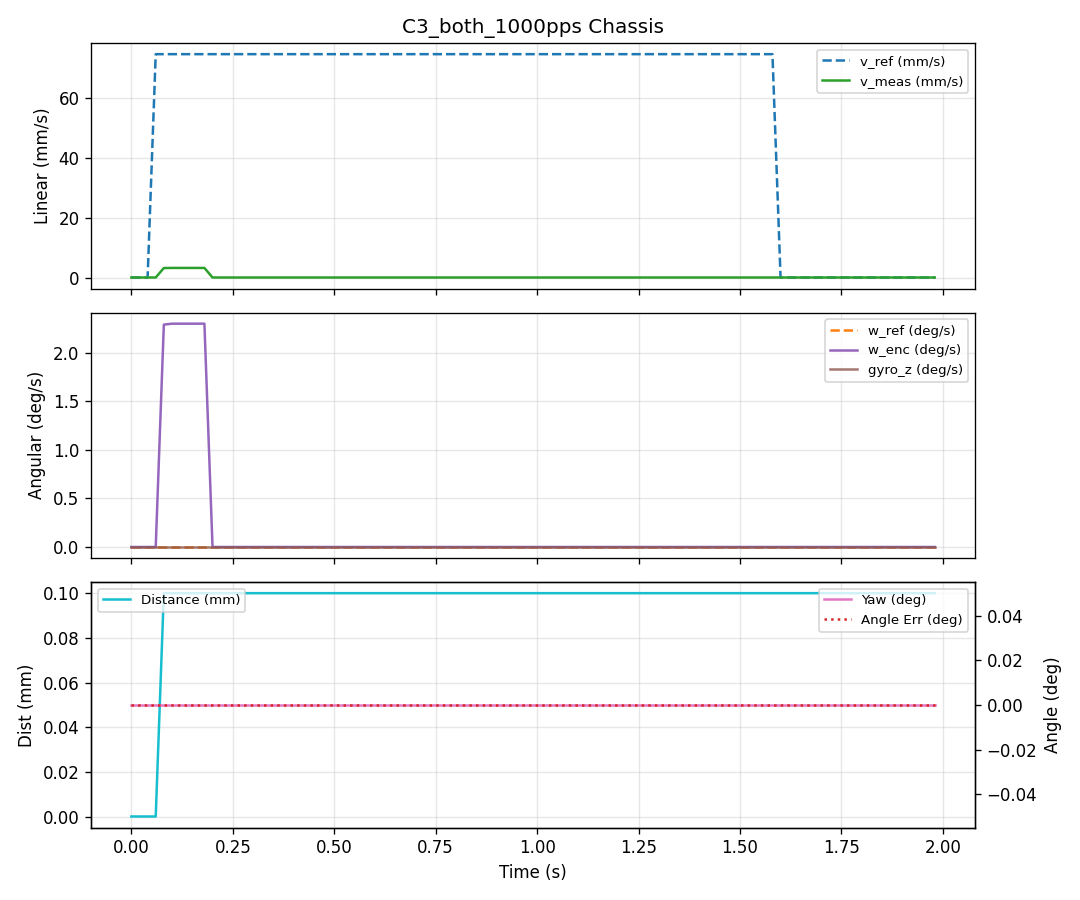 C3_both_1000pps Chassis
Linear (mm/s)
60
40
20
0
v_ref (mm/s)
v_meas (mm/s)
Angular (deg/s)
2.0
1.5
1.0
0.5
0.0
w_ref (deg/s)
w_enc (deg/s)
gyro_z (deg/s)
Dist (mm)
0.10
0.08
0.06
0.04
0.02
0.00
Distance (mm)
Yaw (deg)
Angle Err (deg)
0.04
0.02
0.00
−0.02
−0.04
Angle (deg)
0.00 0.25 0.50 0.75 1.00 1.25 1.50 1.75 2.00
Time (s)